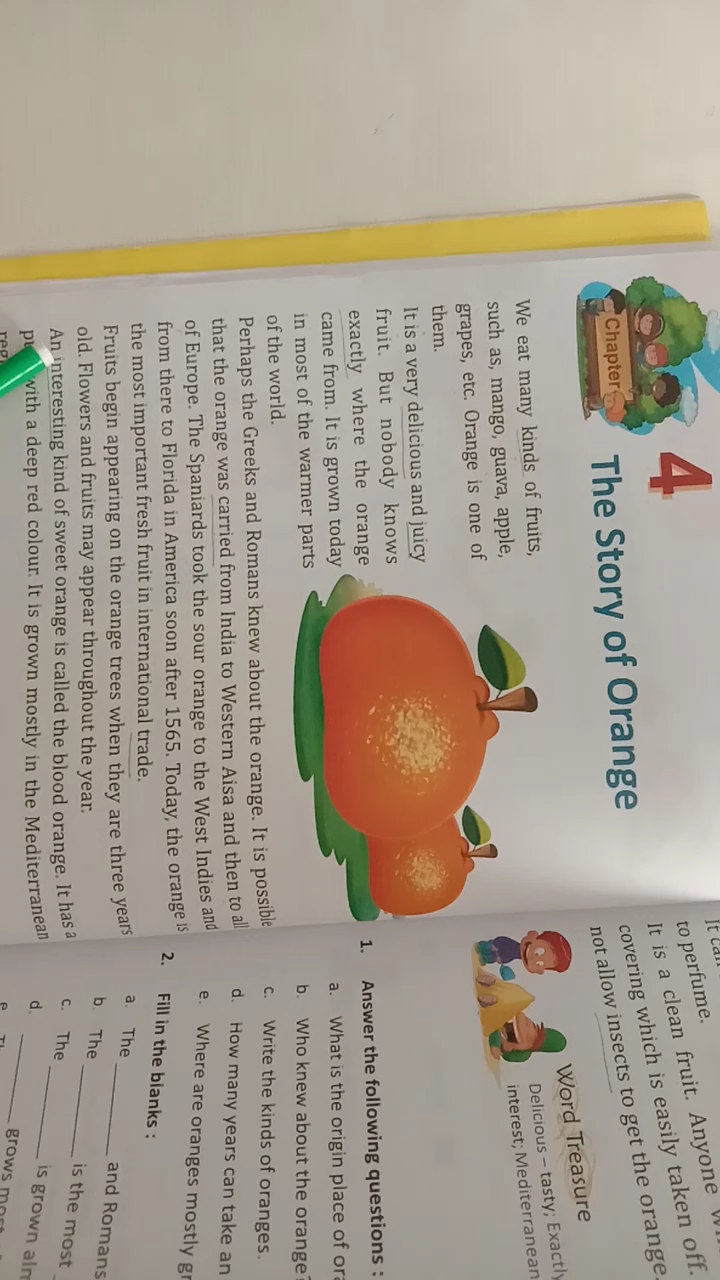 Chapter
4
The Story of Orange
We eat many kinds of fruits,
such as, mango, guava, apple,
grapes, etc. Orange is one of
them.
It is a very delicious and juicy
fruit. But nobody knows
exactly where the orange
came from. It is grown today
in most of the warmer parts
of the world.
Perhaps the Greeks and Romans knew about the orange. It is possible
that the orange was carried from India to Western Aisa and then to all
of Europe. The Spaniards took the sour orange to the West Indies and
from there to Florida in America soon after 1565. Today, the orange is
the most important fresh fruit in international trade.
Fruits begin appearing on the orange trees when they are three years
old. Flowers and fruits may appear throughout the year.
An interesting kind of sweet orange is called the blood orange. It has a
with a deep red colour. It is grown mostly in the Mediterranean
It
to perfume.
It is a clean fruit. Anyone
covering which is easily taken off.
not allow insects to get the orange
Word Treasure
Delicious – tasty; Exactly
interest; Mediterranean
1. Answer the following questions :
a. What is the origin place of
b. Who knew about the orange
c. Write the kinds of oranges.
d. How many years can take an
e. Where are oranges mostly
2. Fill in the blanks :
a. The ________ and Romans
b. The ________ is the most
c. The ________ is grown
d. ________ grows
e